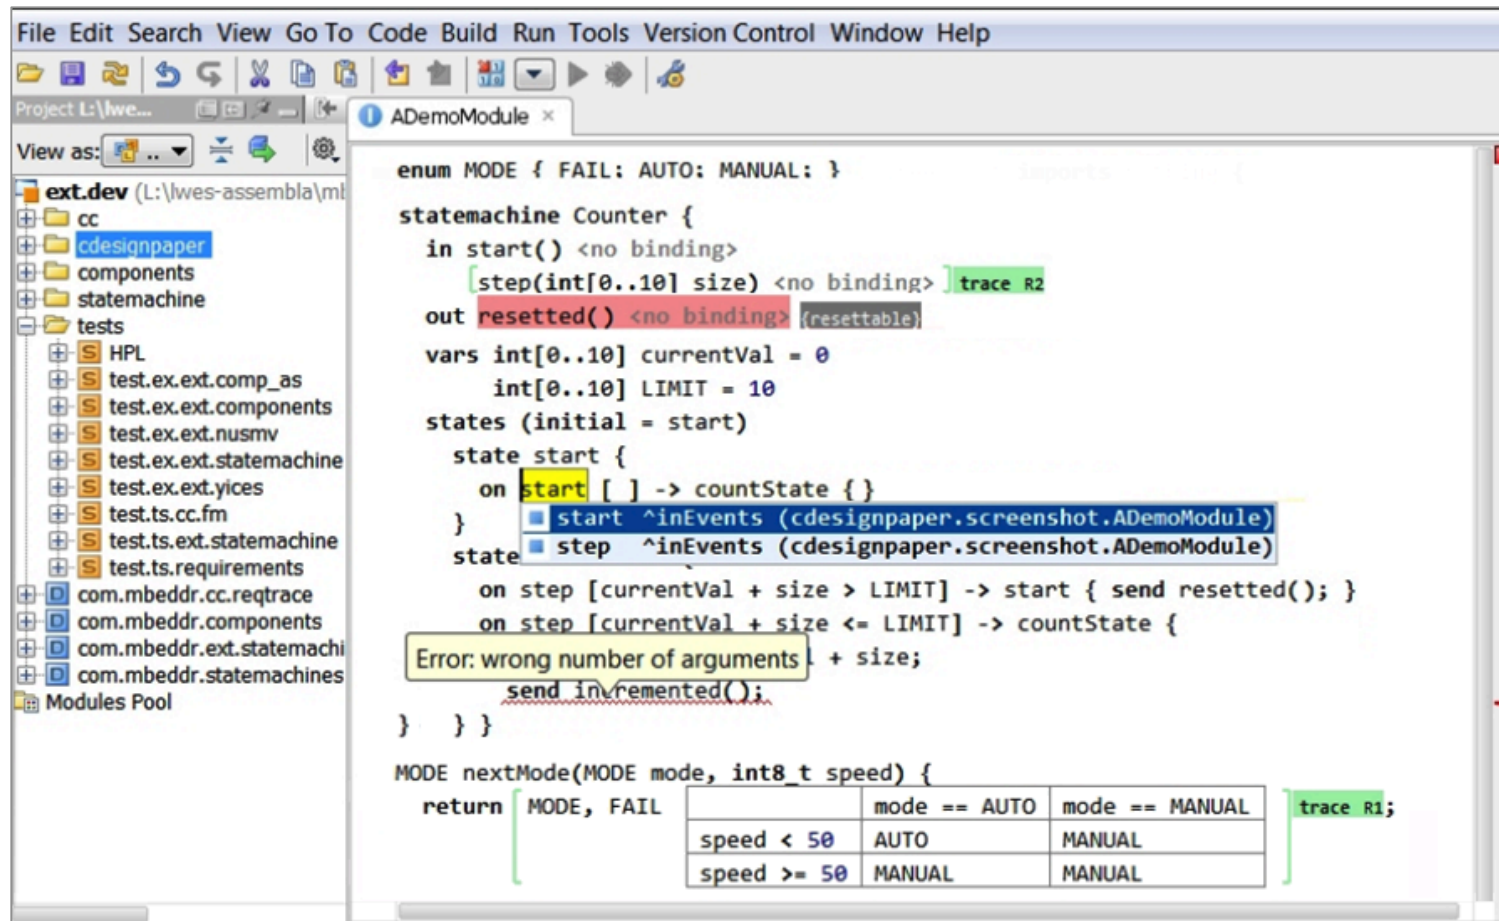 File Edit Search View Go To Code Build Run Tools Version Control Window Help
Project L:\lwe...
ADemoModule
View as: ..
ext.dev (L:\lwes-assembla\mb
cc
cdesignpaper
components
statemachine
tests
HPL
test.ex.ext.comp_as
test.ex.ext.components
test.ex.ext.nusmv
test.ex.ext.statemachine
test.ex.ext.yices
test.ts.cc.fm
test.ts.ext.statemachine
test.ts.requirements
com.mbeddr.cc.reqtrace
com.mbeddr.components
com.mbeddr.ext.statemachi
com.mbeddr.statemachines
Modules Pool
enum MODE { FAIL; AUTO; MANUAL; }
statemachine Counter {
in start() <no binding>
step(int[0..10] size) <no binding> trace R2
out resetted() <no binding> {resettable}
vars int[0..10] currentVal = 0
int[0..10] LIMIT = 10
states (initial = start)
state start {
on start [ ] -> countState { }
start ^inEvents (cdesignpaper.screenshot.ADemoModule)
} step ^inEvents (cdesignpaper.screenshot.ADemoModule)
state {
on step [currentVal + size > LIMIT] -> start { send resetted(); }
on step [currentVal + size <= LIMIT] -> countState {
Error: wrong number of arguments l + size;
send incremented();
} } }
MODE nextMode(MODE mode, int8_t speed) {
return MODE, FAIL mode == AUTO mode == MANUAL trace R1;
speed < 50 AUTO MANUAL
speed >= 50 MANUAL MANUAL